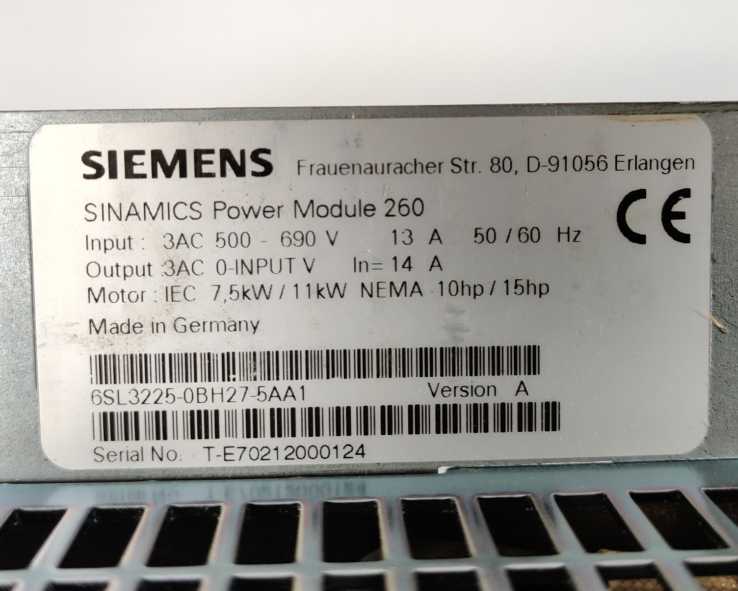 SIEMENS Frauenauracher Str. 80, D-91056 Erlangen
SINAMICS Power Module 260
CE
Input : 3AC 500 - 690 V 13 A 50 / 60 Hz
Output :3AC 0-INPUT V In= 14 A
Motor : IEC 7,5kW / 11kW NEMA 10hp / 15hp
Made in Germany
6SL3225-0BH27-5AA1 Version A
Serial No. T-E70212000124